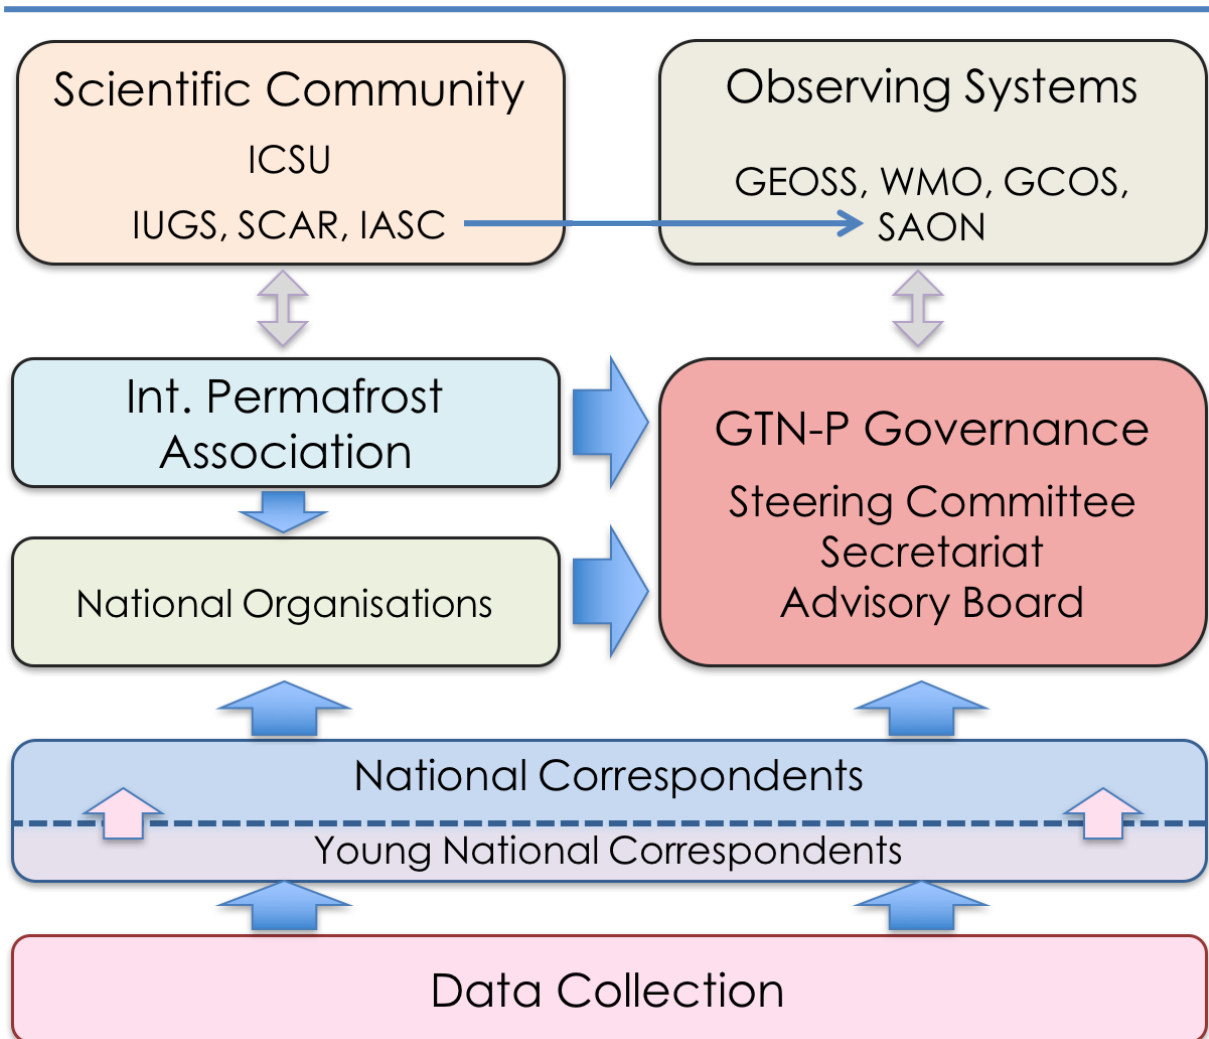 Scientific Community
ICSU
IUGS, SCAR, IASC
Observing Systems
GEOSS, WMO, GCOS,
SAON
Int. Permafrost
Association
GTN-P Governance
Steering Committee
Secretariat
Advisory Board
National Organisations
National Correspondents
Young National Correspondents
Data Collection